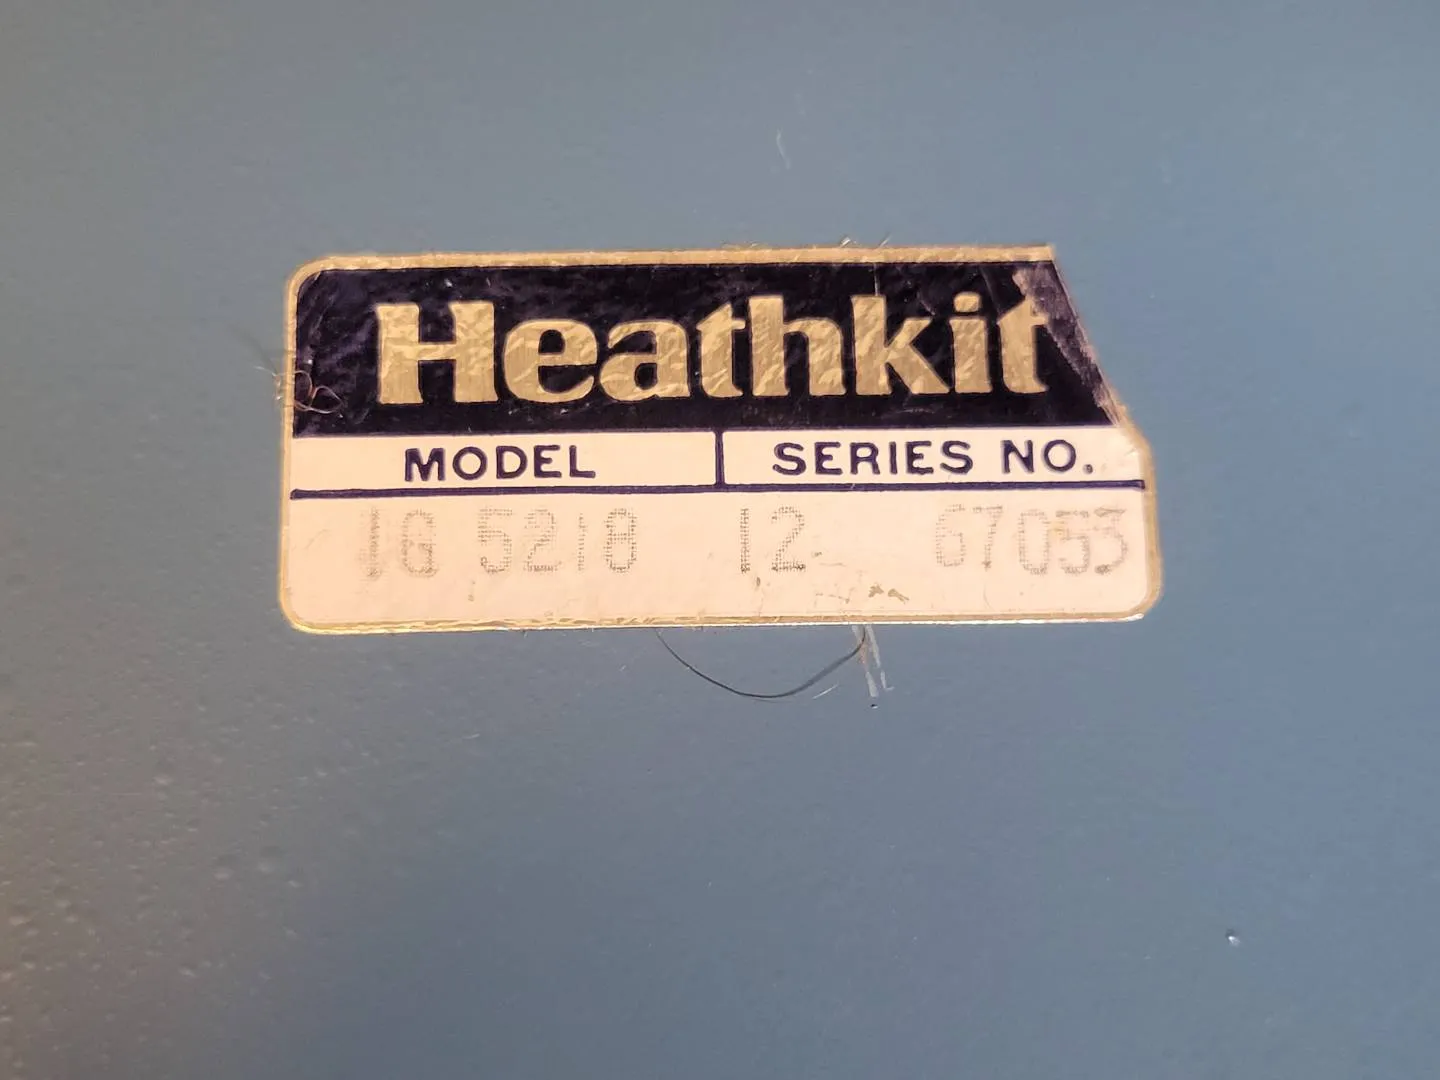 Heathkit
MODEL SERIES NO.
IG 5218 12 67053